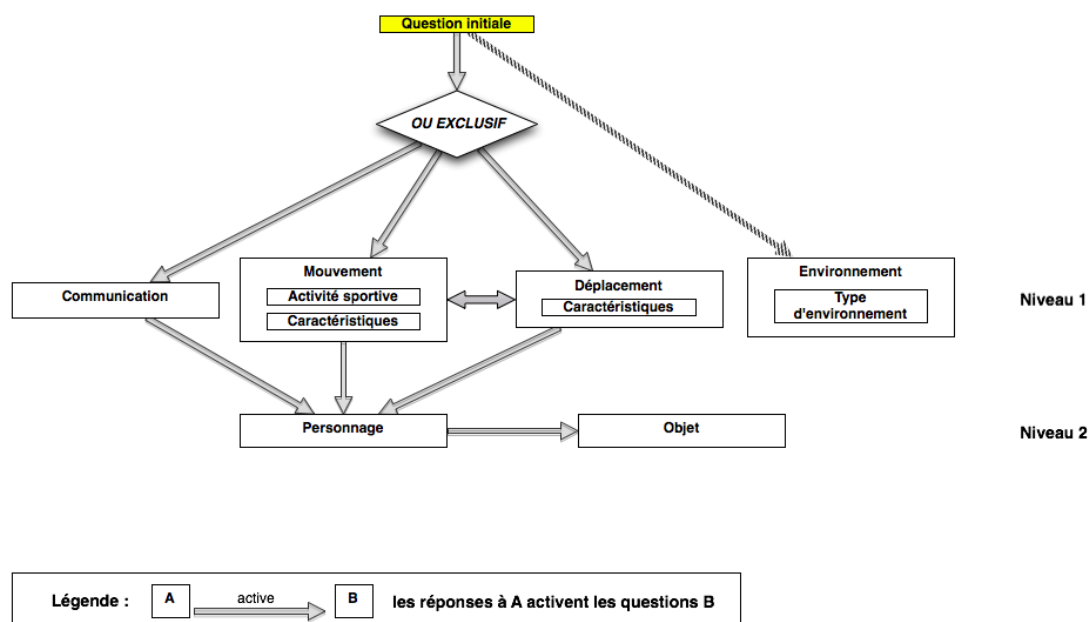 Question initiale
OU EXCLUSIF
Communication
Mouvement
Activité sportive
Caractéristiques
Déplacement
Caractéristiques
Environnement
Type
d'environnement
Niveau 1
Personnage
Objet
Niveau 2
Légende :
A
active
B
les réponses à A activent les questions B